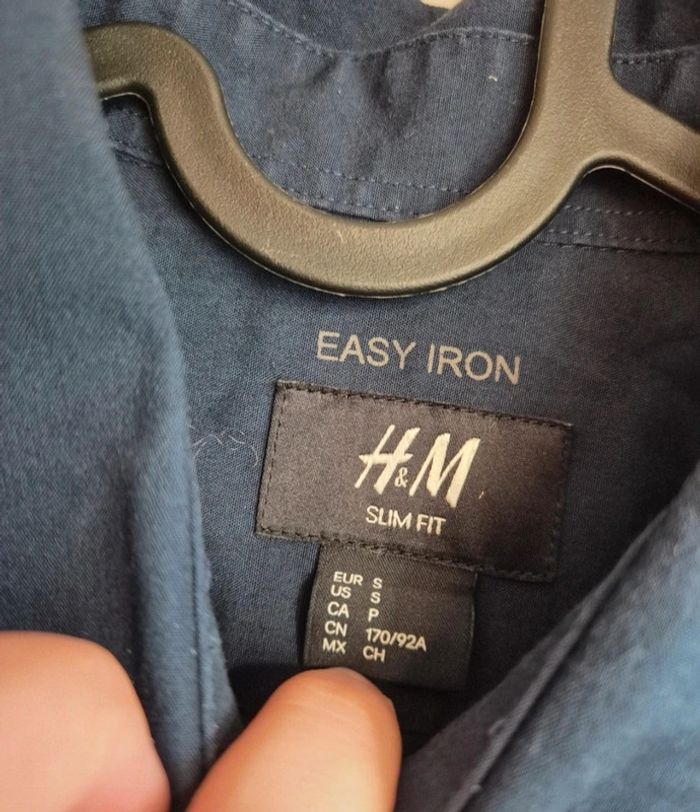 EASY IRON
H&M
SLIM FIT
EUR S
US S
CA P
CN 170/92A
MX CH